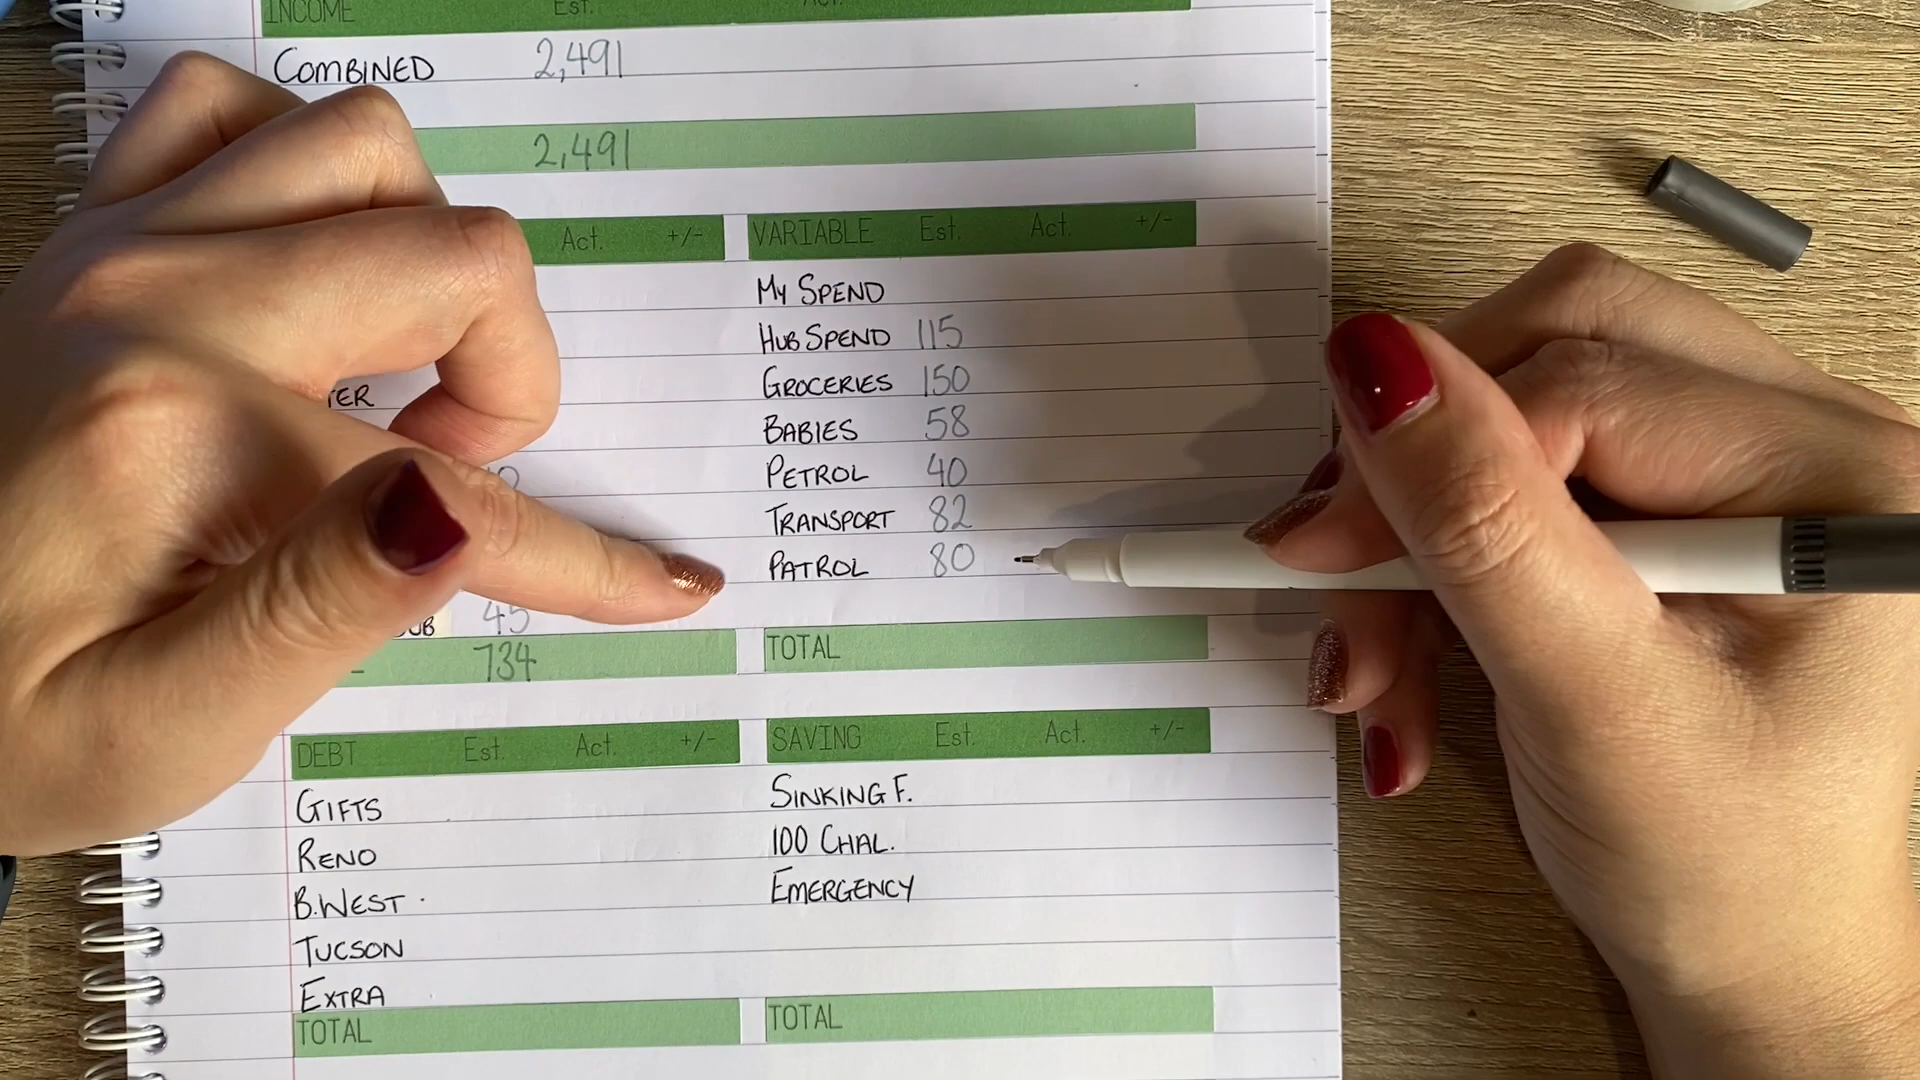 INCOME Est. Act.
COMBINED 2,491
2,491
Act. +/-
VARIABLE Est. Act. +/-
MY SPEND
HUB SPEND 115
GROCERIES 150
BABIES 58
PETROL 40
TRANSPORT 82
PATROL 80
TOTAL
45
734
DEBT Est. Act. +/-
GIFTS
RENO
B.WEST
TUCSON
EXTRA
TOTAL
SAVING Est. Act. +/-
SINKING F.
100 CHAL.
EMERGENCY
TOTAL